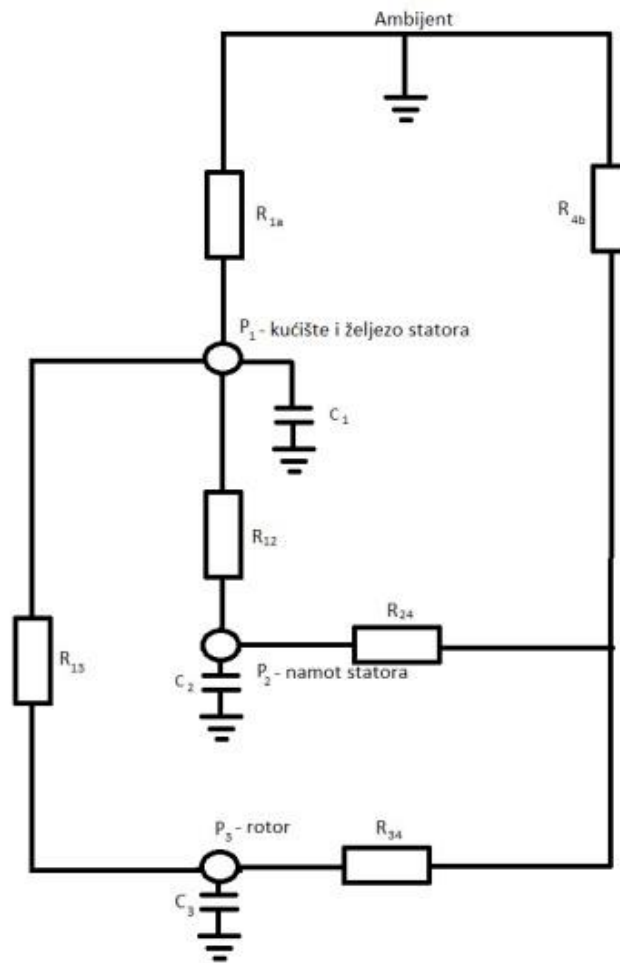 Ambijent
R1a
R4b
P1 - kućište i željezo statora
C1
R12
R24
R13
C2
P2 - namot statora
P3 - rotor
R34
C3